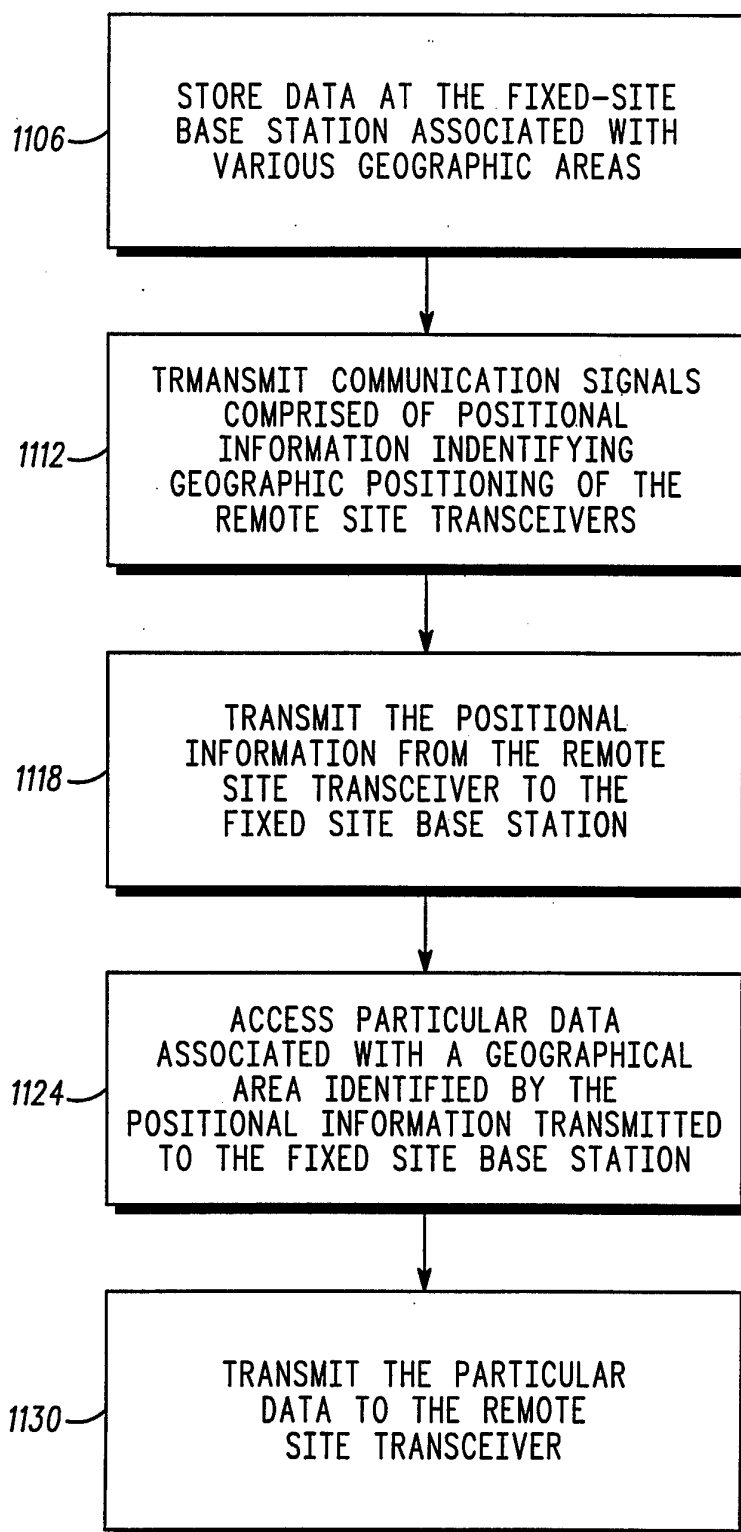 STORE DATA AT THE FIXED-SITE
BASE STATION ASSOCIATED WITH
VARIOUS GEOGRAPHIC AREAS
1106
TRMANSMIT COMMUNICATION SIGNALS
COMPRISED OF POSITIONAL
INFORMATION INDENTIFYING
GEOGRAPHIC POSITIONING OF THE
REMOTE SITE TRANSCEIVERS
1112
TRANSMIT THE POSITIONAL
INFORMATION FROM THE REMOTE
SITE TRANSCEIVER TO THE
FIXED SITE BASE STATION
1118
ACCESS PARTICULAR DATA
ASSOCIATED WITH A GEOGRAPHICAL
AREA IDENTIFIED BY THE
POSITIONAL INFORMATION TRANSMITTED
TO THE FIXED SITE BASE STATION
1124
TRANSMIT THE PARTICULAR
DATA TO THE REMOTE
SITE TRANSCEIVER
1130